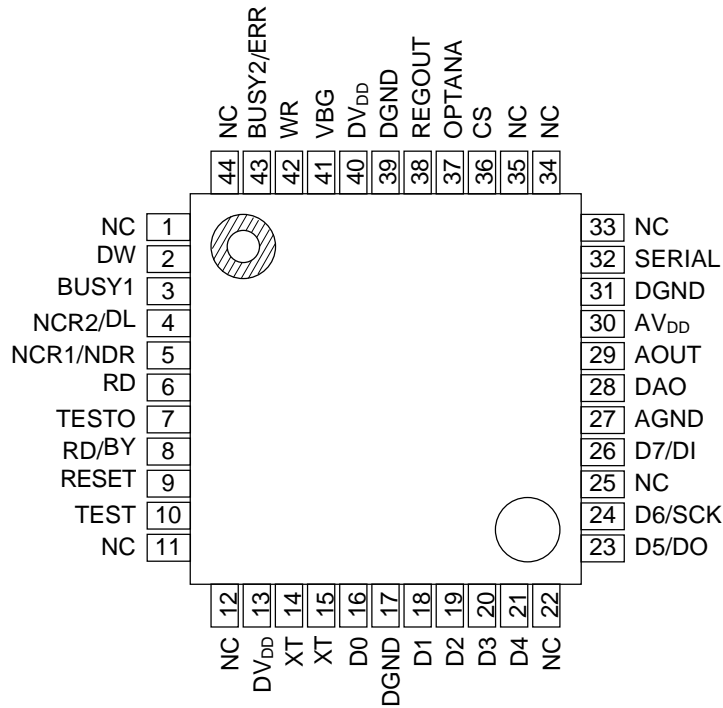 NC
BUSY2/ERR
WR
VBG
DVDD
DGND
REGOUT
OPTANA
CS
NC
NC
44
43
42
41
40
39
38
37
36
35
34
NC 1
DW 2
BUSY1 3
NCR2/DL 4
NCR1/NDR 5
RD 6
TESTO 7
RD/BY 8
RESET 9
TEST 10
NC 11
33 NC
32 SERIAL
31 DGND
30 AVDD
29 AOUT
28 DAO
27 AGND
26 D7/DI
25 NC
24 D6/SCK
23 D5/DO
12
13
14
15
16
17
18
19
20
21
22
NC
DVDD
XT
XT
D0
DGND
D1
D2
D3
D4
NC